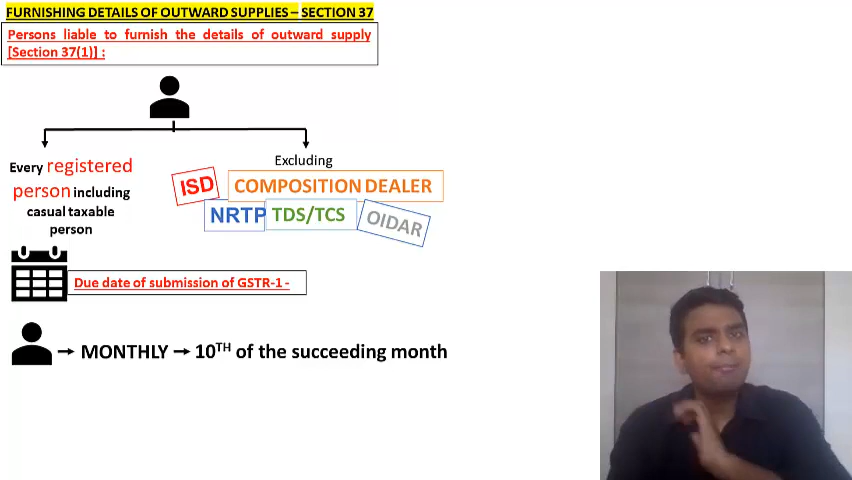 FURNISHING DETAILS OF OUTWARD SUPPLIES – SECTION 37
Persons liable to furnish the details of outward supply
[Section 37(1)] :
Every registered
person including
casual taxable
person
Excluding
ISD
COMPOSITION DEALER
NRTP
TDS/TCS
OIDAR
Due date of submission of GSTR-1 -
MONTHLY → 10TH of the succeeding month